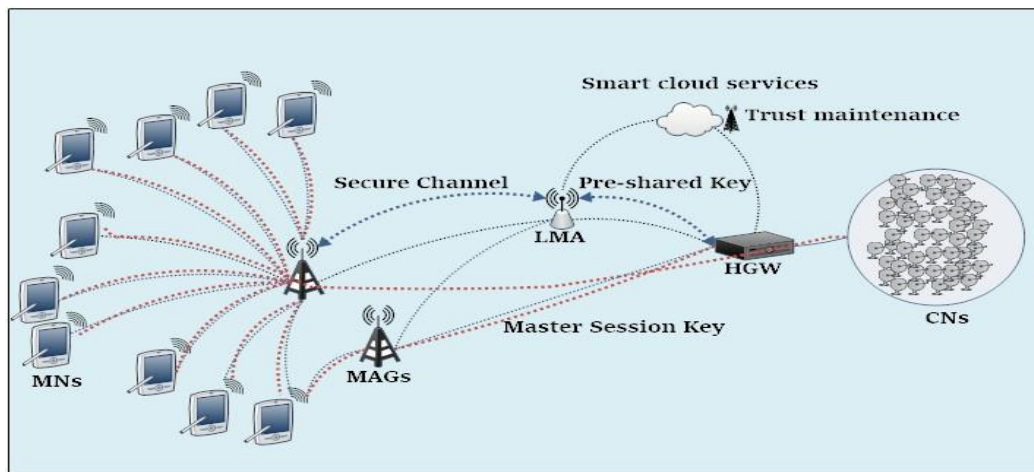 Smart cloud services
Trust maintenance
Secure Channel
Pre-shared Key
LMA
HGW
CNs
Master Session Key
MAGs
MNs